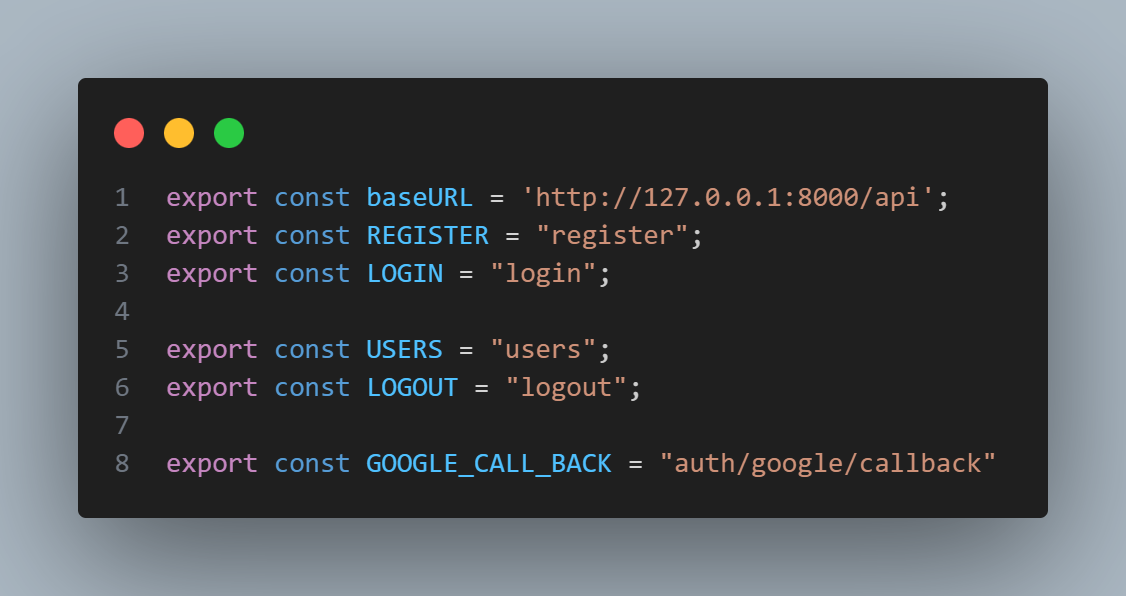 1 export const baseURL = 'http://127.0.0.1:8000/api';
2 export const REGISTER = "register";
3 export const LOGIN = "login";
4
5 export const USERS = "users";
6 export const LOGOUT = "logout";
7
8 export const GOOGLE_CALL_BACK = "auth/google/callback"